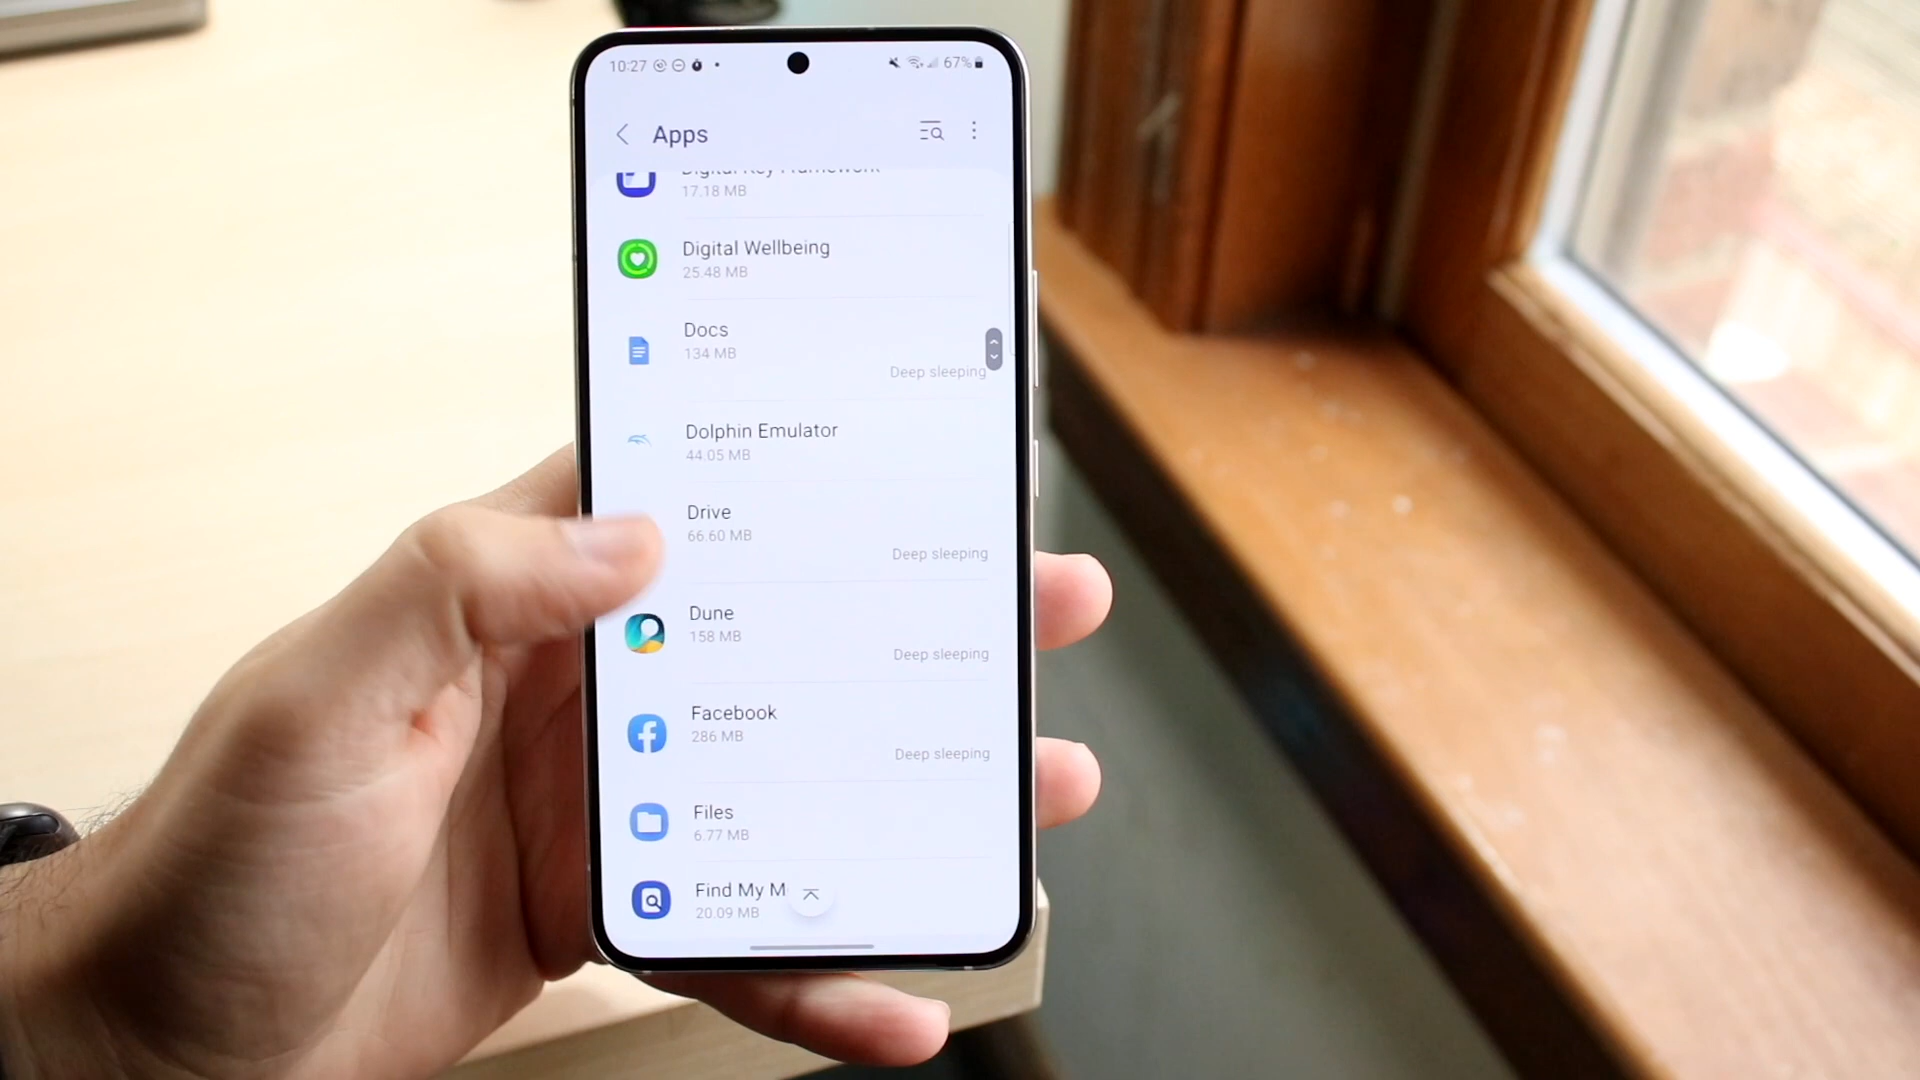 10:27
67%
Apps
Digital Key Framework
17.18 MB
Digital Wellbeing
25.48 MB
Docs
134 MB
Deep sleeping
Dolphin Emulator
44.05 MB
Drive
66.60 MB
Deep sleeping
Dune
158 MB
Deep sleeping
Facebook
286 MB
Deep sleeping
Files
6.77 MB
Find My M
20.09 MB